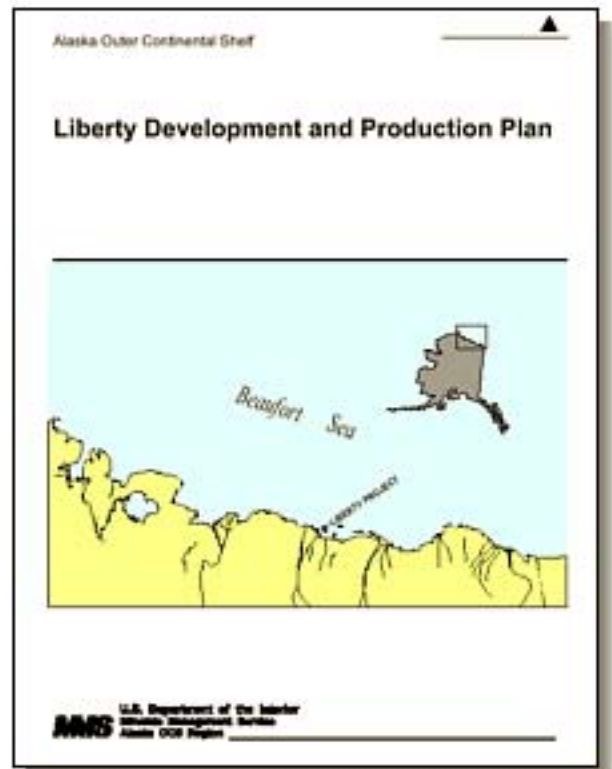 Alaska Outer Continental Shelf
Liberty Development and Production Plan
Beaufort Sea
LIBERTY PROJECT
U.S. Department of the Interior
MMS Minerals Management Service
Alaska OCS Region